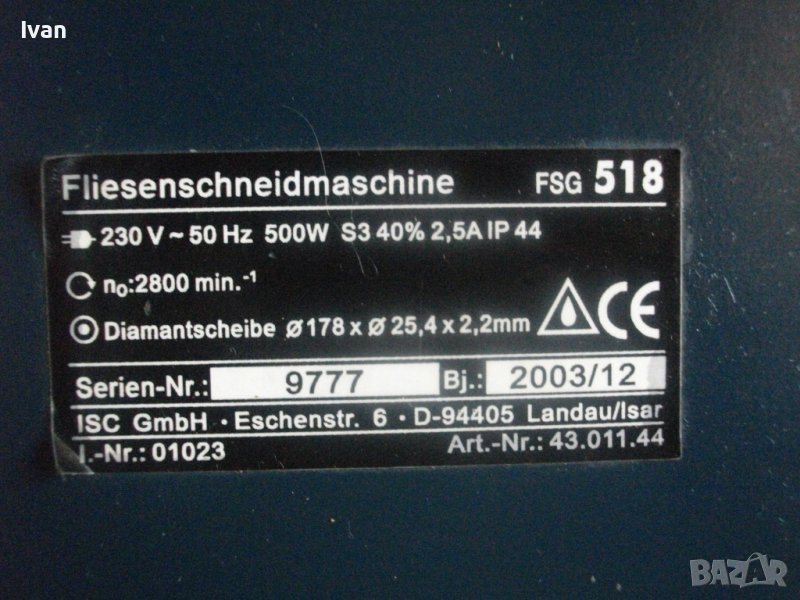 Ivan
Fliesenschneidmaschine FSG 518
230 V ~ 50 Hz 500W S3 40% 2,5A IP 44
n₀:2800 min.⁻¹
Diamantscheibe ø178 x ø 25,4 x 2,2mm CE
Serien-Nr.: 9777 Bj.: 2003/12
ISC GmbH · Eschenstr. 6 · D-94405 Landau/Isar
I.-Nr.: 01023 Art.-Nr.: 43.011.44
BAZAR